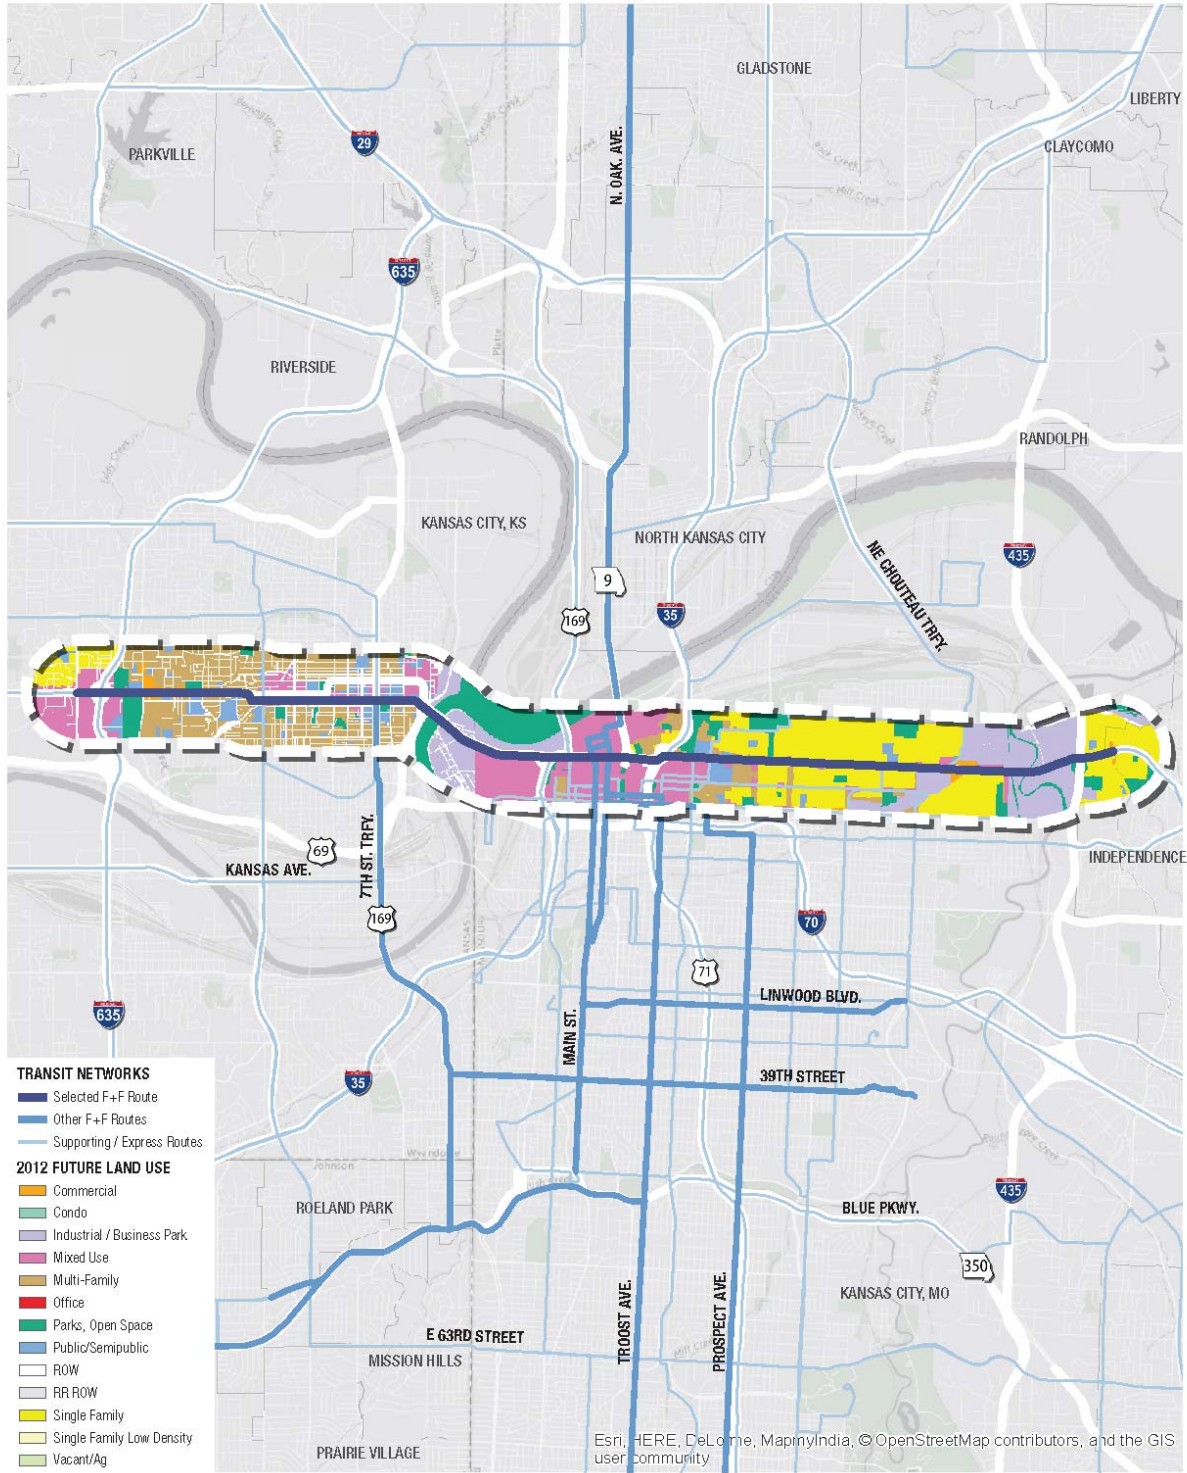 GLADSTONE
LIBERTY
CLAYCOMO
29
PARKVILLE
N. OAK. AVE.
635
Platte
RIVERSIDE
RANDOLPH
KANSAS CITY, KS
NORTH KANSAS CITY
435
9
NE CHOUTEAU TRFY.
169
35
69
KANSAS AVE.
7TH ST. TRFY.
INDEPENDENCE
169
70
71
LINWOOD BLVD.
635
MAIN ST.
39TH STREET
35
Johnson
Wyandotte
435
ROELAND PARK
BLUE PKWY.
350
KANSAS CITY, MO
TROOST AVE.
PROSPECT AVE.
E 63RD STREET
MISSION HILLS
PRAIRIE VILLAGE
TRANSIT NETWORKS
Selected F+F Route
Other F+F Routes
Supporting / Express Routes
2012 FUTURE LAND USE
Commercial
Condo
Industrial / Business Park
Mixed Use
Multi-Family
Office
Parks, Open Space
Public/Semipublic
ROW
RR ROW
Single Family
Single Family Low Density
Vacant/Ag
Esri, HERE, DeLorme, MapmyIndia, © OpenStreetMap contributors, and the GIS
user community